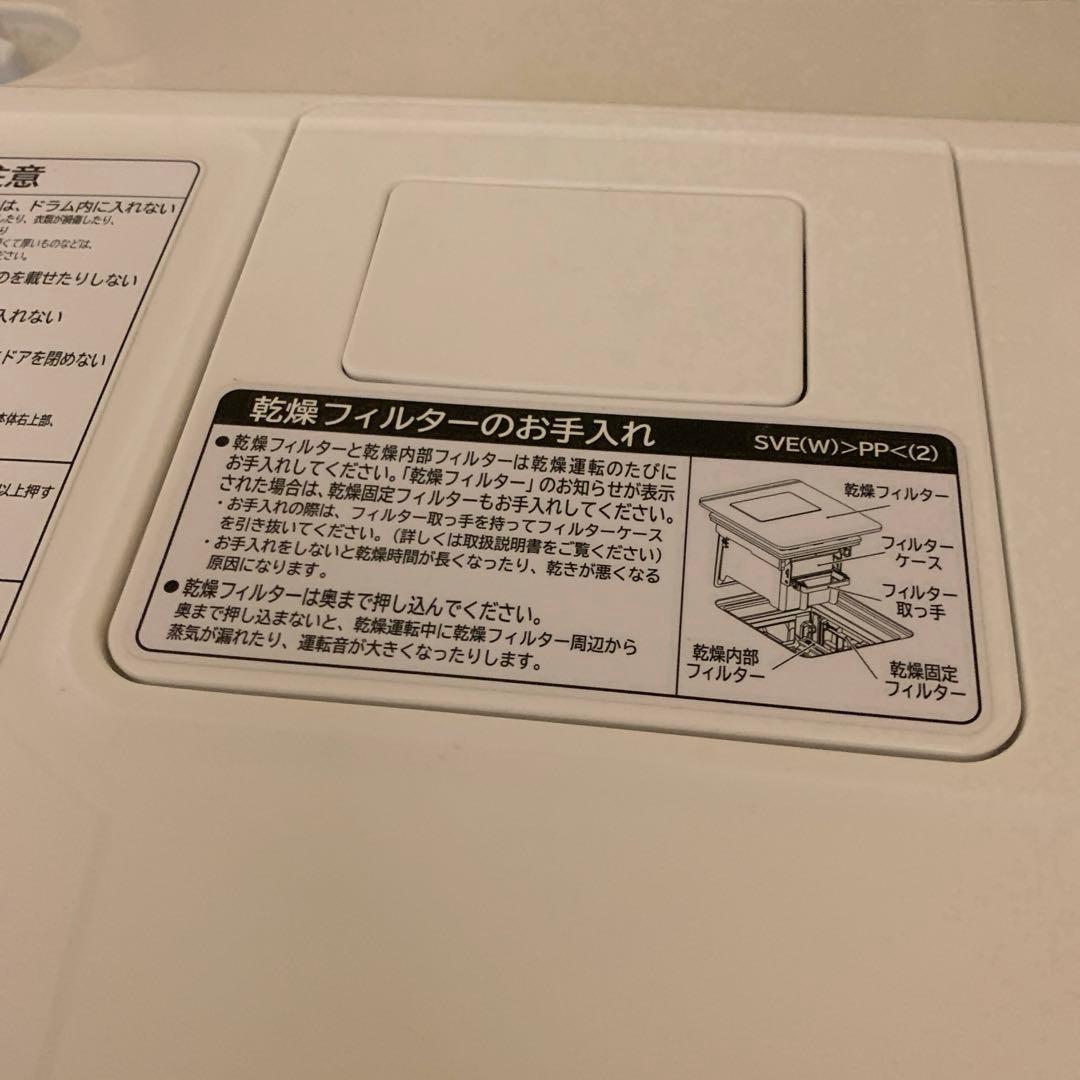 注意
は、ドラム内に入れない
したり、衣類が損傷したり、
り
くて厚いものなどは、
ださい。
のを載せたりしない
入れない
ドアを閉めない
本体右上部、
以上押す
乾燥フィルターのお手入れ
SVE(W)>PP<(2)
●乾燥フィルターと乾燥内部フィルターは乾燥運転のたびに
お手入れしてください。「乾燥フィルター」のお知らせが表示
された場合は、乾燥固定フィルターもお手入れしてください。
・お手入れの際は、フィルター取っ手を持ってフィルターケース
を引き抜いてください。(詳しくは取扱説明書をご覧ください)
・お手入れをしないと乾燥時間が長くなったり、乾きが悪くなる
原因になります。
●乾燥フィルターは奥まで押し込んでください。
奥まで押し込まないと、乾燥運転中に乾燥フィルター周辺から
蒸気が漏れたり、運転音が大きくなったりします。
乾燥フィルター
フィルター
ケース
フィルター
取っ手
乾燥内部
フィルター
乾燥固定
フィルター